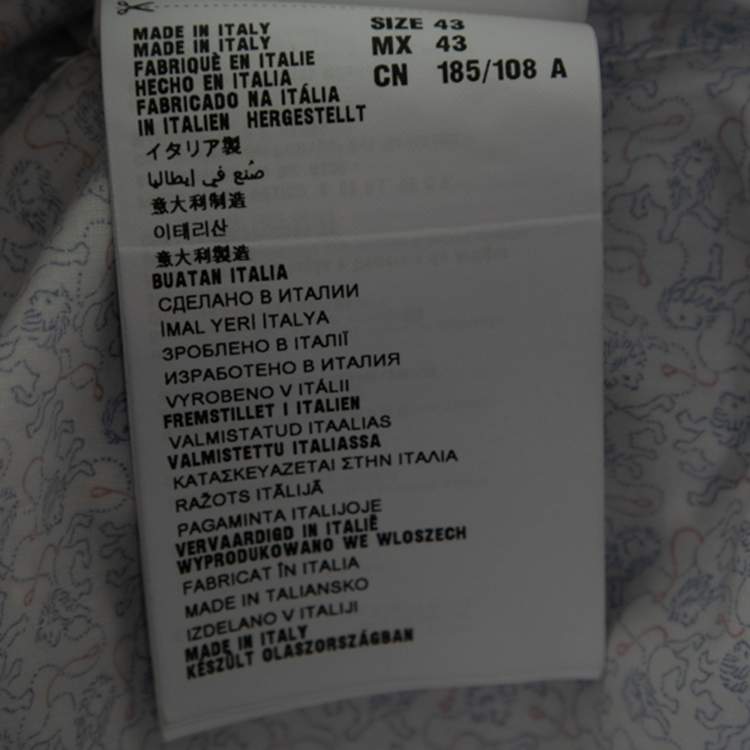 MADE IN ITALY
MADE IN ITALY
FABRIQUÈ EN ITALIE
HECHO EN ITALIA
FABRICADO NA ITÁLIA
IN ITALIEN HERGESTELLT
イタリア製
صُنع في إيطاليا
意大利制造
이테리산
意大利製造
BUATAN ITALIA
СДЕЛАНО В ИТАЛИИ
İMAL YERİ İTALYA
ЗРОБЛЕНО В ІТАЛІЇ
ИЗРАБОТЕНО В ИТАЛИЯ
VYROBENO V ITÁLII
FREMSTILLET I ITALIEN
VALMISTATUD ITAALIAS
VALMISTETTU ITALIASSA
ΚΑΤΑΣΚΕΥΑΖΕΤΑΙ ΣΤΗΝ ΙΤΑΛΙΑ
RAŽOTS ITĀLIJĀ
PAGAMINTA ITALIJOJE
VERVAARDIGD IN ITALIË
WYPRODUKOWANO WE WLOSZECH
FABRICAT ÎN ITALIA
MADE IN TALIANSKO
IZDELANO V ITALIJI
MADE IN ITALY
KÉSZÜLT OLASZORSZÁGBAN
SIZE 43
MX 43
CN 185/108 A